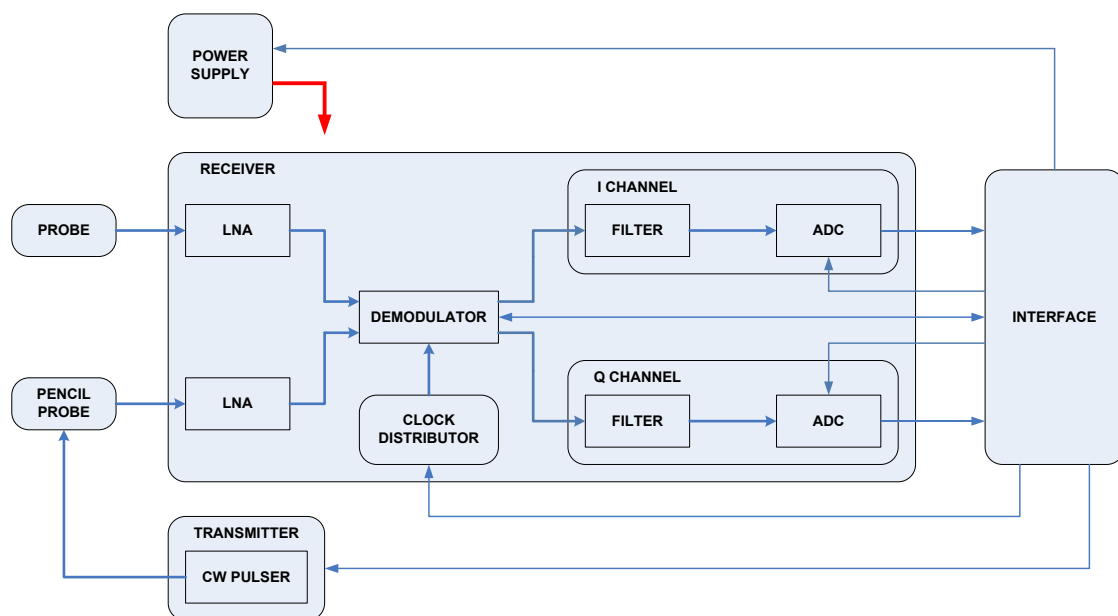 POWER
SUPPLY
RECEIVER
I CHANNEL
PROBE
LNA
FILTER
ADC
DEMODULATOR
INTERFACE
PENCIL
PROBE
LNA
CLOCK
DISTRIBUTOR
Q CHANNEL
FILTER
ADC
TRANSMITTER
CW PULSER